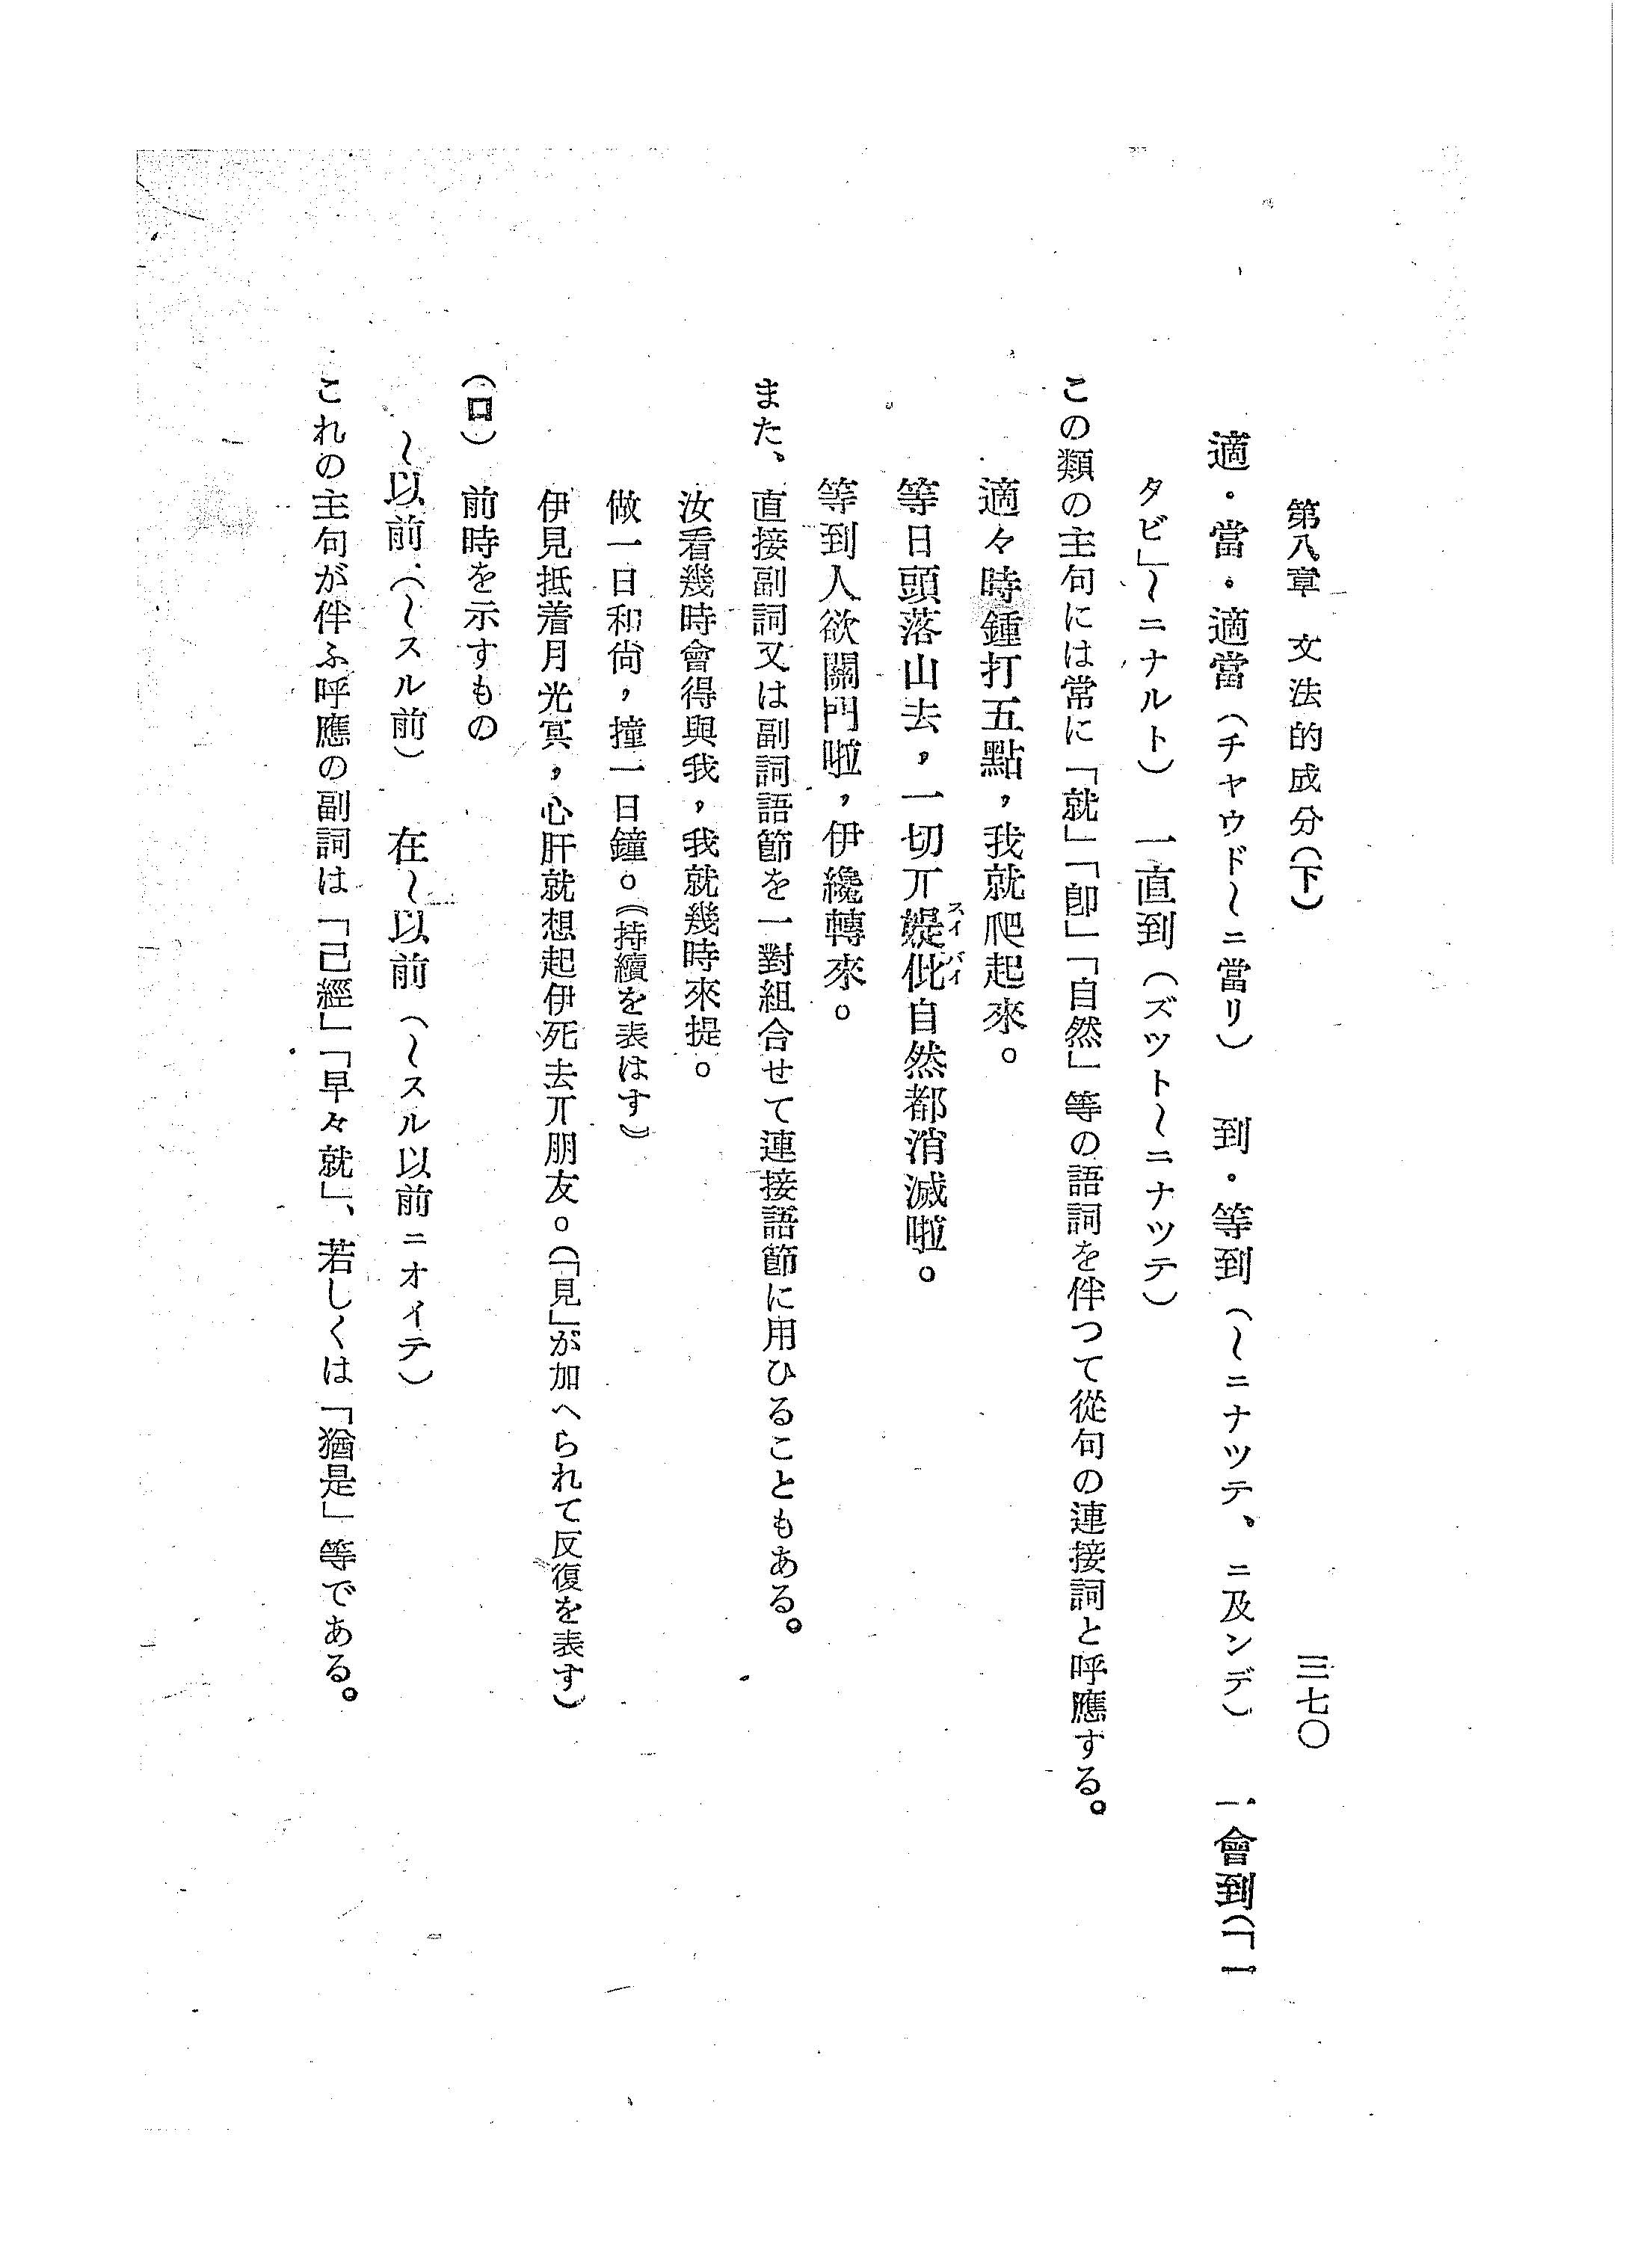 第八章　文法的成分（下）　三七〇
適・當・適當（チャウド～ニ當リ）　到・等到（～ニナツテ、ニ及ンデ）　一會到（「一
タビ」～ニナルト）　一直到（ズツト～ニナツテ）
この類の主句には常に「就」「卽」「自然」等の語詞を伴つて從句の連接詞と呼應する。
適々時鍾打五點，我就爬起來。
等日頭落山去，一切丌自然都消滅啦。
スイ　バイ
等到人欲關門啦，伊纔轉來。
また、直接副詞又は副詞語節を一對組合せて連接語節に用ひることもある。
汝看幾時會得與我，我就幾時來提。
做一日和尙，撞一日鐘。《持續を表はす》
伊見抵着月光冥，心肝就想起伊死去丌朋友。（「見」が加へられて反復を表す）
（ロ）　前時を示すもの
～以前（～スル前）　在～以前（～スル以前ニオイテ）
これの主句が伴ふ呼應の副詞は「已經」「早々就」、若しくは「猶是」等である。